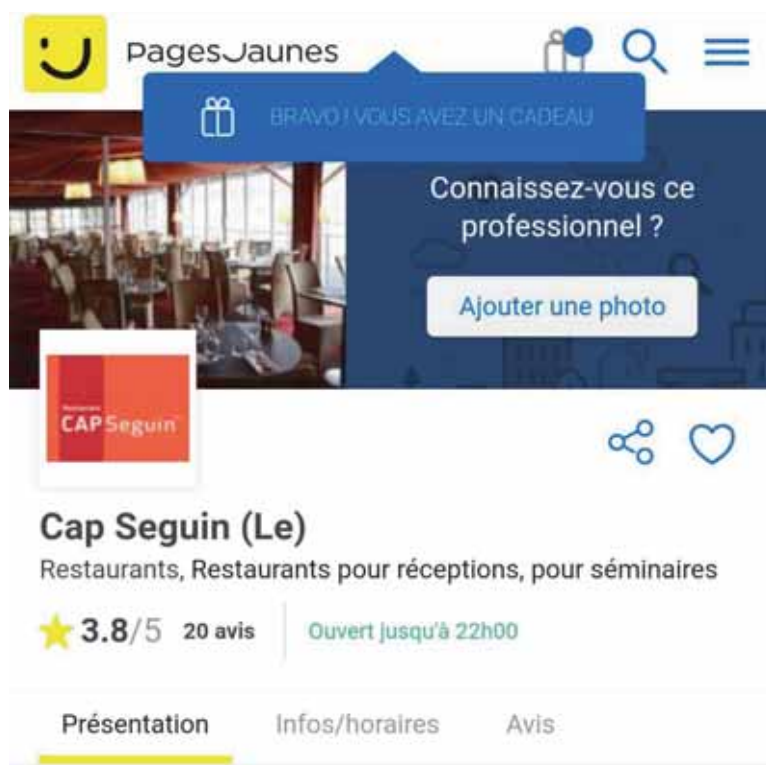 PagesJaunes
BRAVO ! VOUS AVEZ UN CADEAU
Connaissez-vous ce
professionnel ?
Ajouter une photo
Restaurant
CAP Seguin
Cap Seguin (Le)
Restaurants, Restaurants pour réceptions, pour séminaires
3.8/5 20 avis Ouvert jusqu'à 22h00
Présentation Infos/horaires Avis